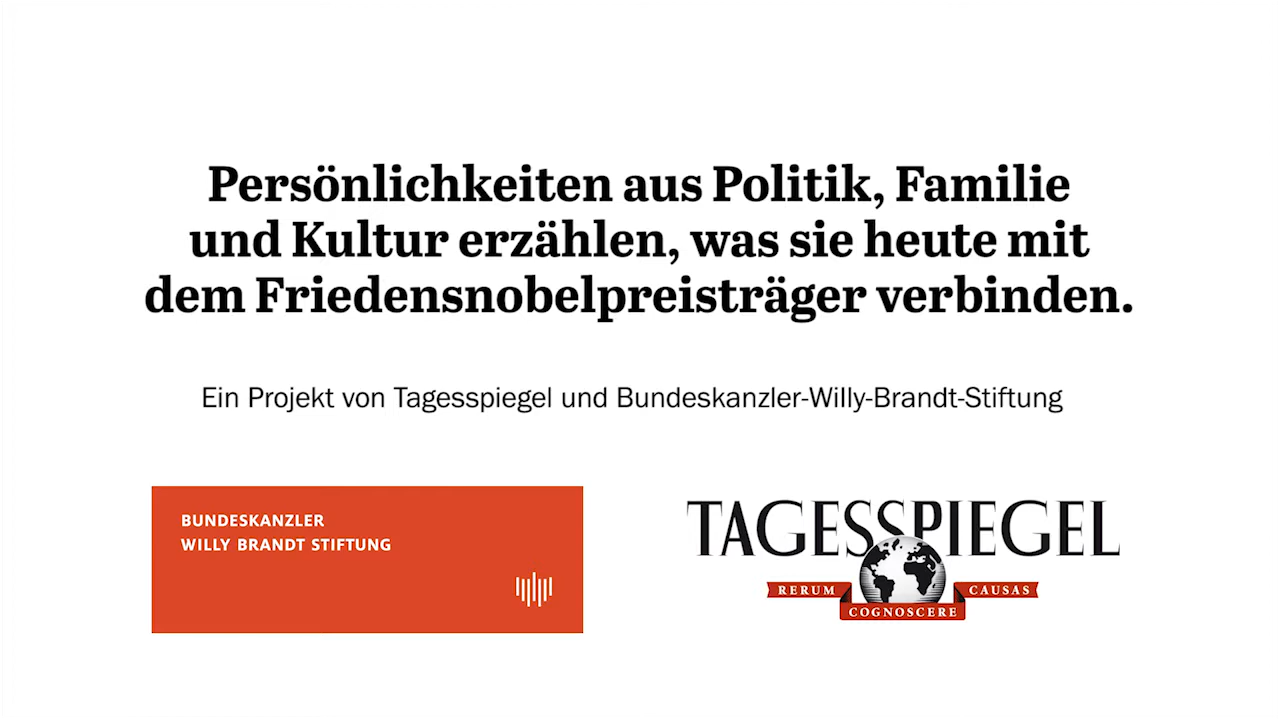 Persönlichkeiten aus Politik, Familie
und Kultur erzählen, was sie heute mit
dem Friedensnobelpreisträger verbinden.
Ein Projekt von Tagesspiegel und Bundeskanzler-Willy-Brandt-Stiftung
BUNDESKANZLER
WILLY BRANDT STIFTUNG
TAGESSPIEGEL
RERUM COGNOSCERE CAUSAS